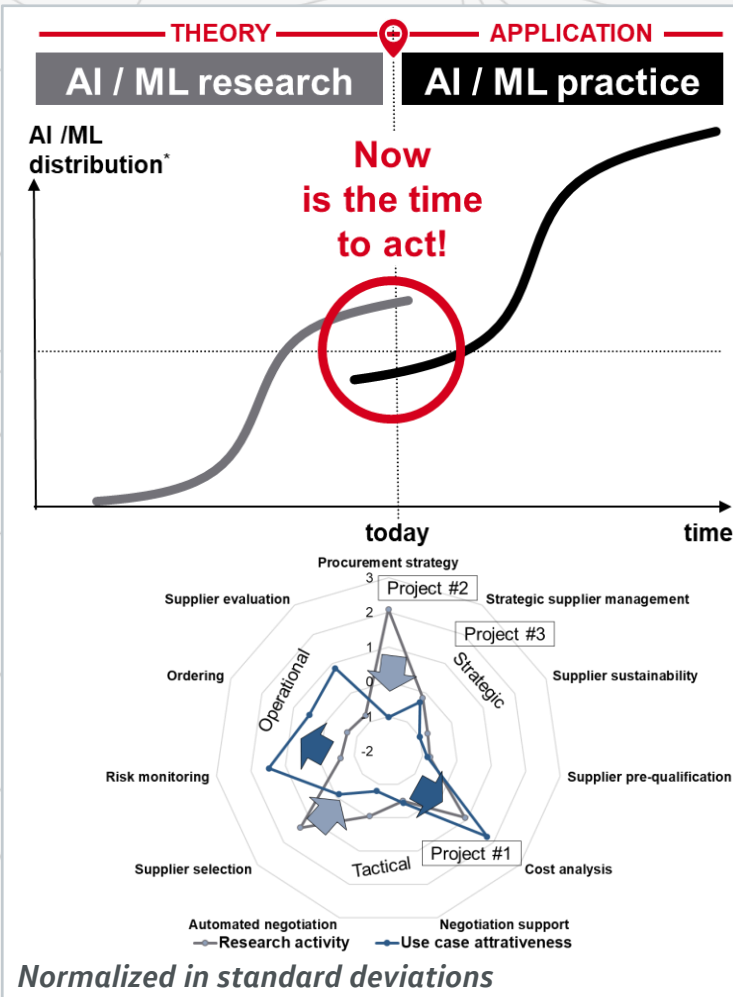 THEORY
APPLICATION
AI / ML research
AI / ML practice
AI /ML
distribution*
Now
is the time
to act!
today
time
Procurement strategy
3
Project #2
Supplier evaluation
Strategic supplier management
2
Project #3
1
Ordering
Operational
0
Strategic
Supplier sustainability
-1
-2
Risk monitoring
Supplier pre-qualification
Project #1
Tactical
Supplier selection
Cost analysis
Automated negotiation
Negotiation support
Research activity
Use case attrativeness
Normalized in standard deviations